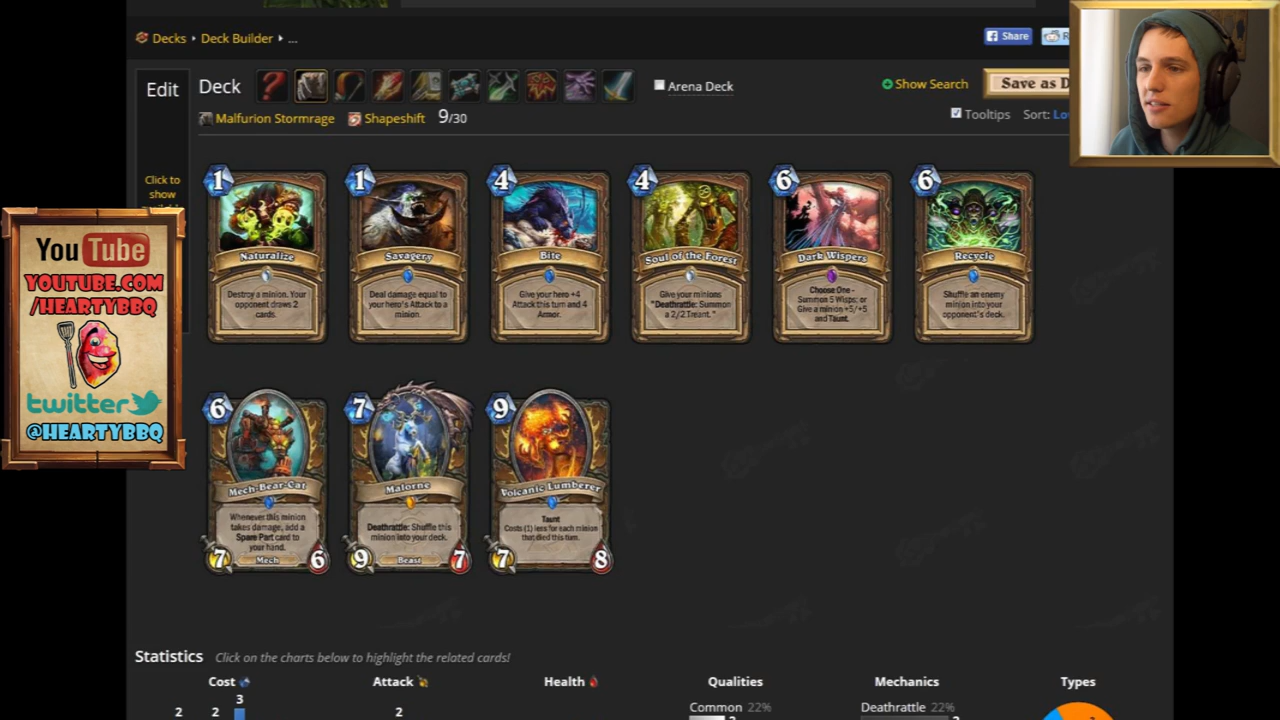 Decks Deck Builder ...
Share
Edit
Deck
Arena Deck
Show Search
Save as D
Malfurion Stormrage Shapeshift 9/30
Tooltips Sort: Lo
Click to
show
YouTube
YOUTUBE.COM
/HEARTYBBQ
twitter
@HEARTYBBQ
1
Naturalize
Destroy a minion. Your
opponent draws 2
cards.
1
Savagery
Deal damage equal to
your hero's Attack to a
minion.
4
Bite
Give your hero +4
Attack this turn and 4
Armor.
4
Soul of the Forest
Give your minions
"Deathrattle: Summon
a 2/2 Treant."
6
Dark Wispers
Choose One -
Summon 5 Wisps; or
Give a minion +5/+5
and Taunt.
6
Recycle
Shuffle an enemy
minion into your
opponent's deck.
6
Mech-Bear-Cat
Whenever this minion
takes damage, add a
Spare Part card to
your hand.
7 Mech 6
7
Malorne
Deathrattle: Shuffle this
minion into your deck.
9 Beast 7
9
Volcanic Lumberer
Taunt
Costs (1) less for each minion
that died this turn.
7 8
Statistics Click on the charts below to highlight the related cards!
Cost Attack Health Qualities Mechanics Types
3
2 2 2
Common 22%
Deathrattle 22%